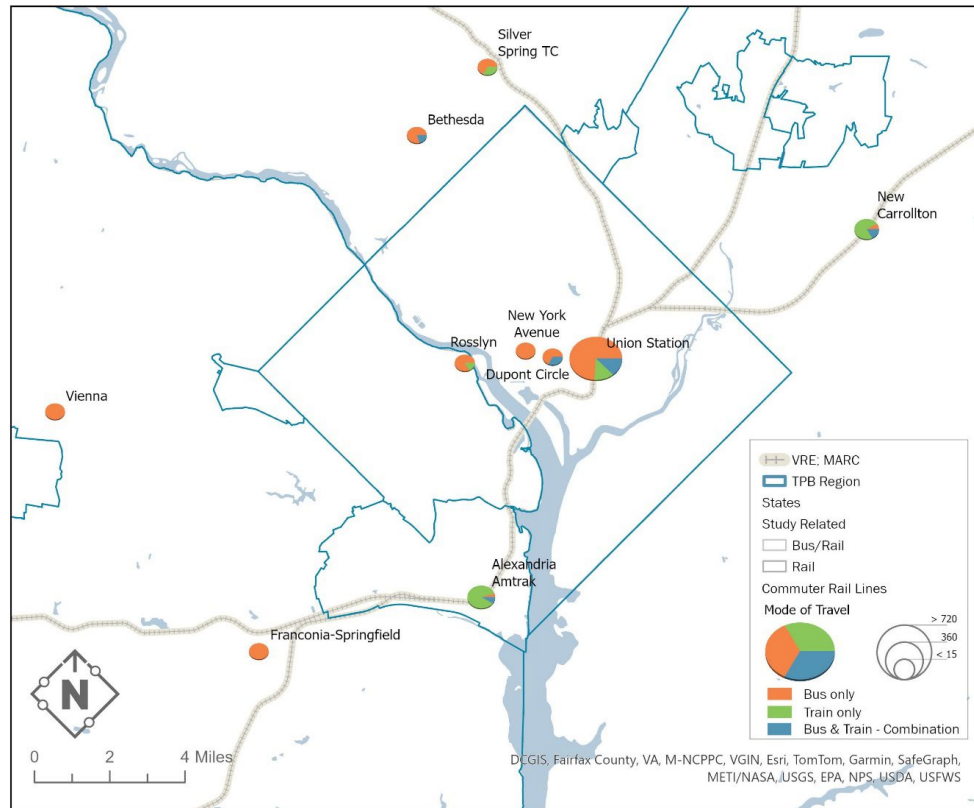 Silver
Spring TC
Bethesda
New
Carrollton
New York
Avenue
Union Station
Rosslyn
Dupont Circle
Vienna
Alexandria
Amtrak
Franconia-Springfield
N
0 2 4 Miles
VRE; MARC
TPB Region
States
Study Related
Bus/Rail
Rail
Commuter Rail Lines
Mode of Travel
> 720
360
< 15
Bus only
Train only
Bus & Train - Combination
DCGIS, Fairfax County, VA, M-NCPPC, VGIN, Esri, TomTom, Garmin, SafeGraph,
METI/NASA, USGS, EPA, NPS, USDA, USFWS